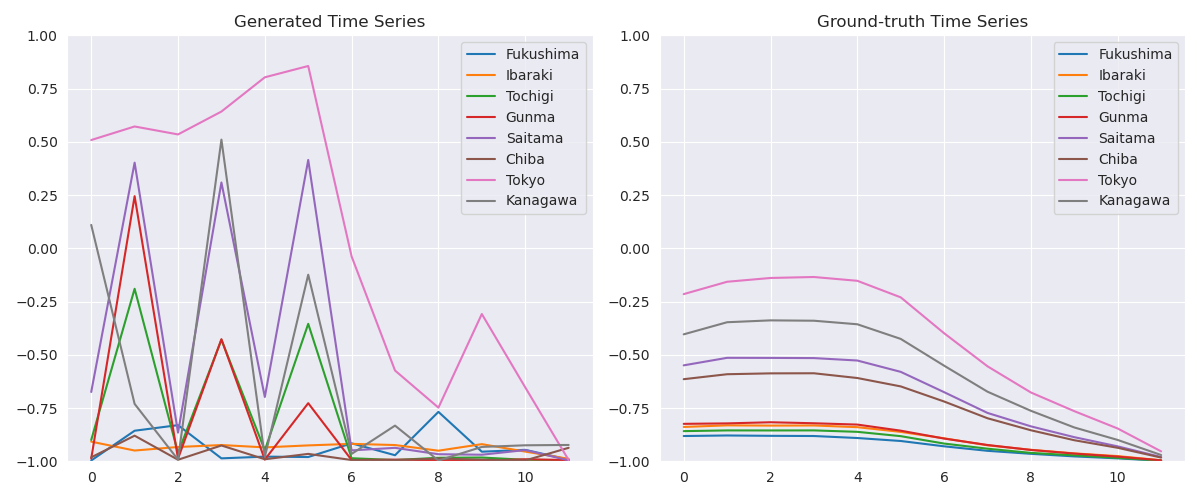 Generated Time Series
1.00
0.75
0.50
0.25
0.00
−0.25
−0.50
−0.75
−1.00
0 2 4 6 8 10
Fukushima
Ibaraki
Tochigi
Gunma
Saitama
Chiba
Tokyo
Kanagawa
Ground-truth Time Series
1.00
0.75
0.50
0.25
0.00
−0.25
−0.50
−0.75
−1.00
0 2 4 6 8 10
Fukushima
Ibaraki
Tochigi
Gunma
Saitama
Chiba
Tokyo
Kanagawa